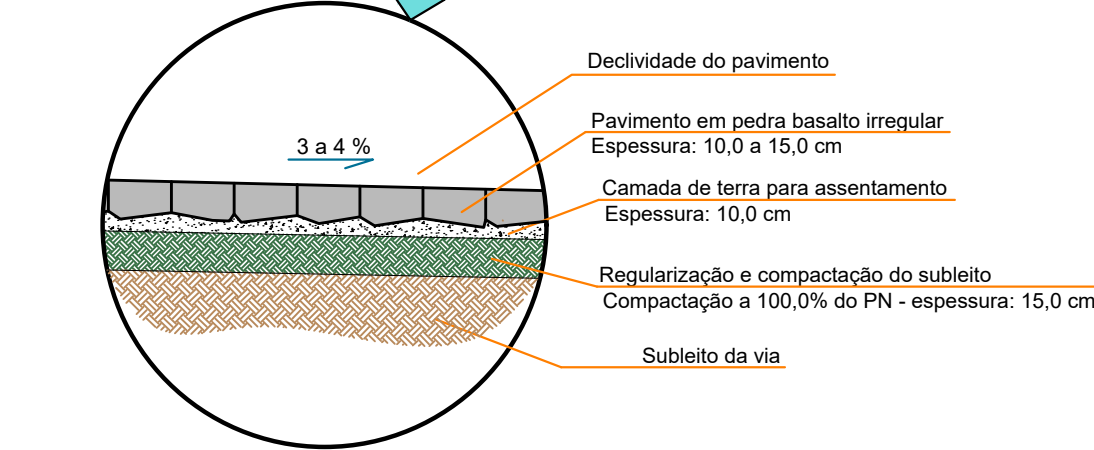 Declividade do pavimento
Pavimento em pedra basalto irregular
Espessura: 10,0 a 15,0 cm
3 a 4 %
Camada de terra para assentamento
Espessura: 10,0 cm
Regularização e compactação do subleito
Compactação a 100,0% do PN - espessura: 15,0 cm
Subleito da via